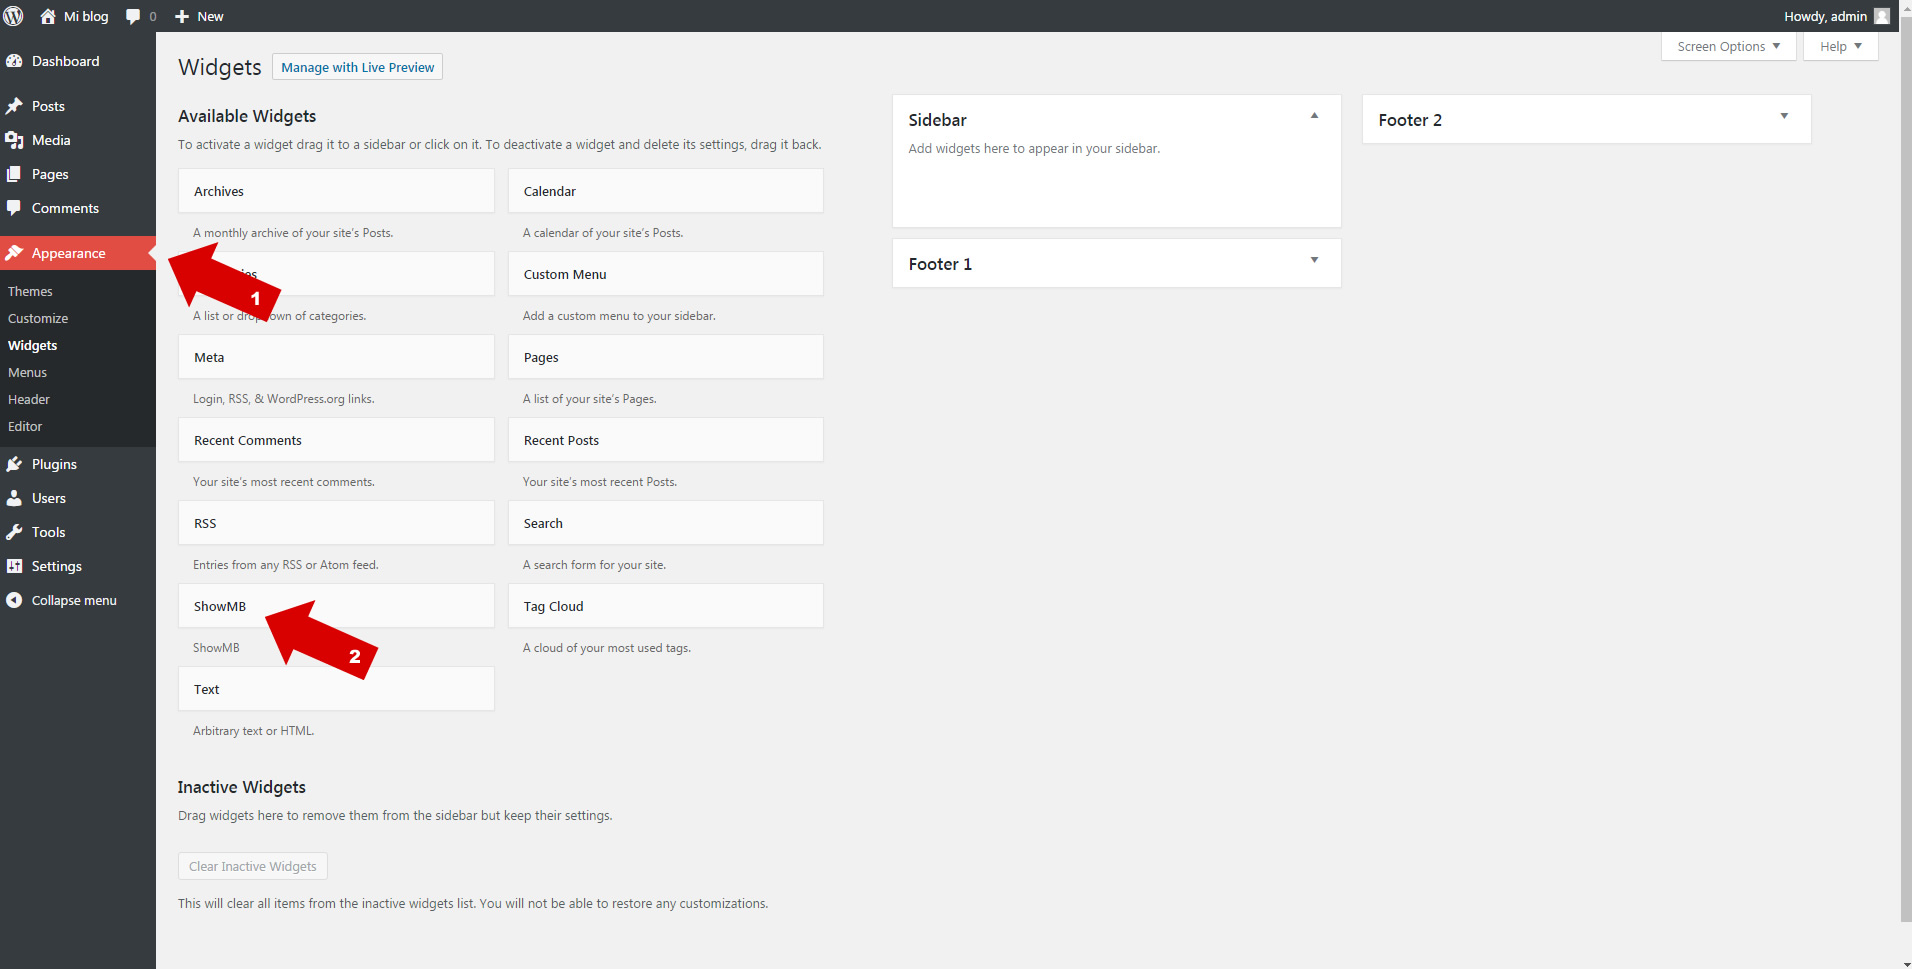 Mi blog 0 New Howdy, admin
Dashboard
Posts
Media
Pages
Comments
Appearance
Themes
Customize
Widgets
Menus
Header
Editor
Plugins
Users
Tools
Settings
Collapse menu
Screen Options Help
Widgets Manage with Live Preview
Available Widgets
To activate a widget drag it to a sidebar or click on it. To deactivate a widget and delete its settings, drag it back.
Archives Calendar
A monthly archive of your site's Posts. A calendar of your site's Posts.
1 Custom Menu
A list or of categories. Add a custom menu to your sidebar.
Meta Pages
Login, RSS, & WordPress.org links. A list of your site's Pages.
Recent Comments Recent Posts
Your site's most recent comments. Your site's most recent Posts.
RSS Search
Entries from any RSS or Atom feed. A search form for your site.
ShowMB Tag Cloud
ShowMB 2 A cloud of your most used tags.
Text
Arbitrary text or HTML.
Inactive Widgets
Drag widgets here to remove them from the sidebar but keep their settings.
Clear Inactive Widgets
This will clear all items from the inactive widgets list. You will not be able to restore any customizations.
Sidebar
Add widgets here to appear in your sidebar.
Footer 1
Footer 2